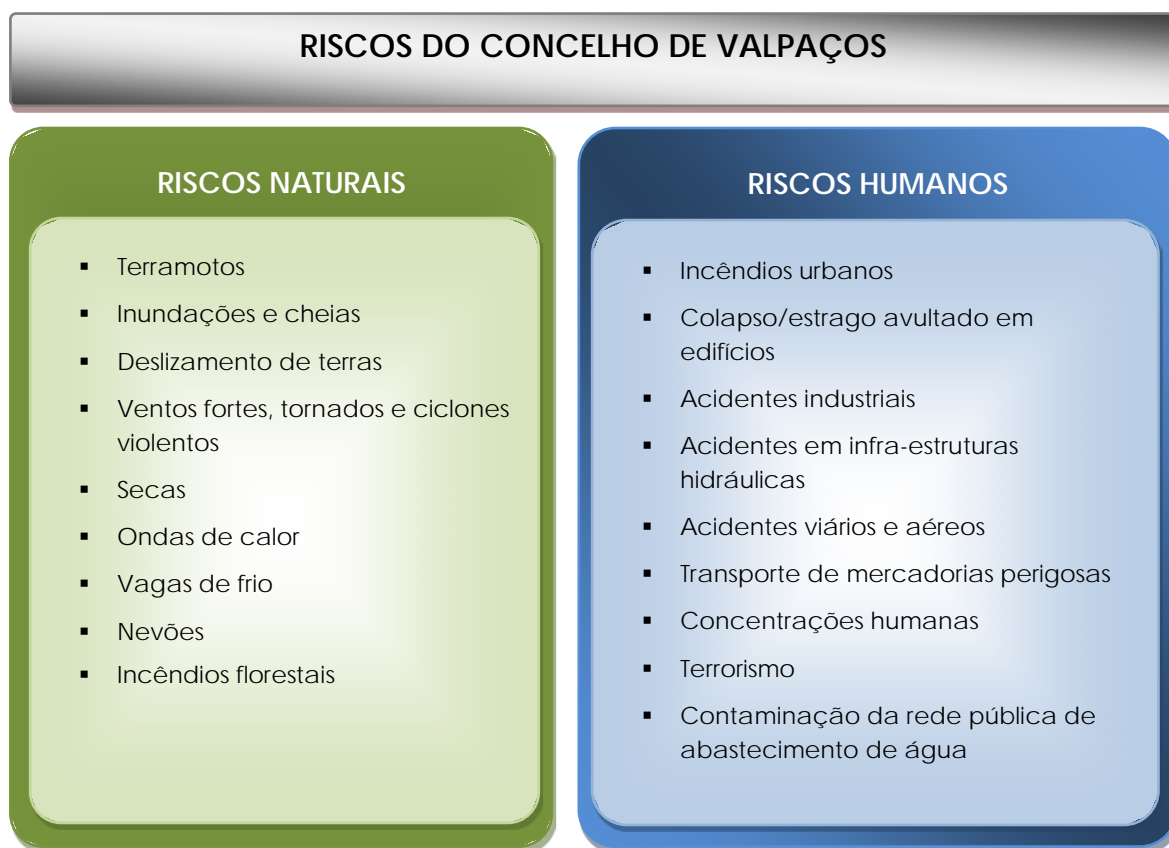 RISCOS DO CONCELHO DE VALPAÇOS
RISCOS NATURAIS
▪ Terramotos
▪ Inundações e cheias
▪ Deslizamento de terras
▪ Ventos fortes, tornados e ciclones
violentos
▪ Secas
▪ Ondas de calor
▪ Vagas de frio
▪ Nevões
▪ Incêndios florestais
RISCOS HUMANOS
▪ Incêndios urbanos
▪ Colapso/estrago avultado em
edifícios
▪ Acidentes industriais
▪ Acidentes em infra-estruturas
hidráulicas
▪ Acidentes viários e aéreos
▪ Transporte de mercadorias perigosas
▪ Concentrações humanas
▪ Terrorismo
▪ Contaminação da rede pública de
abastecimento de água